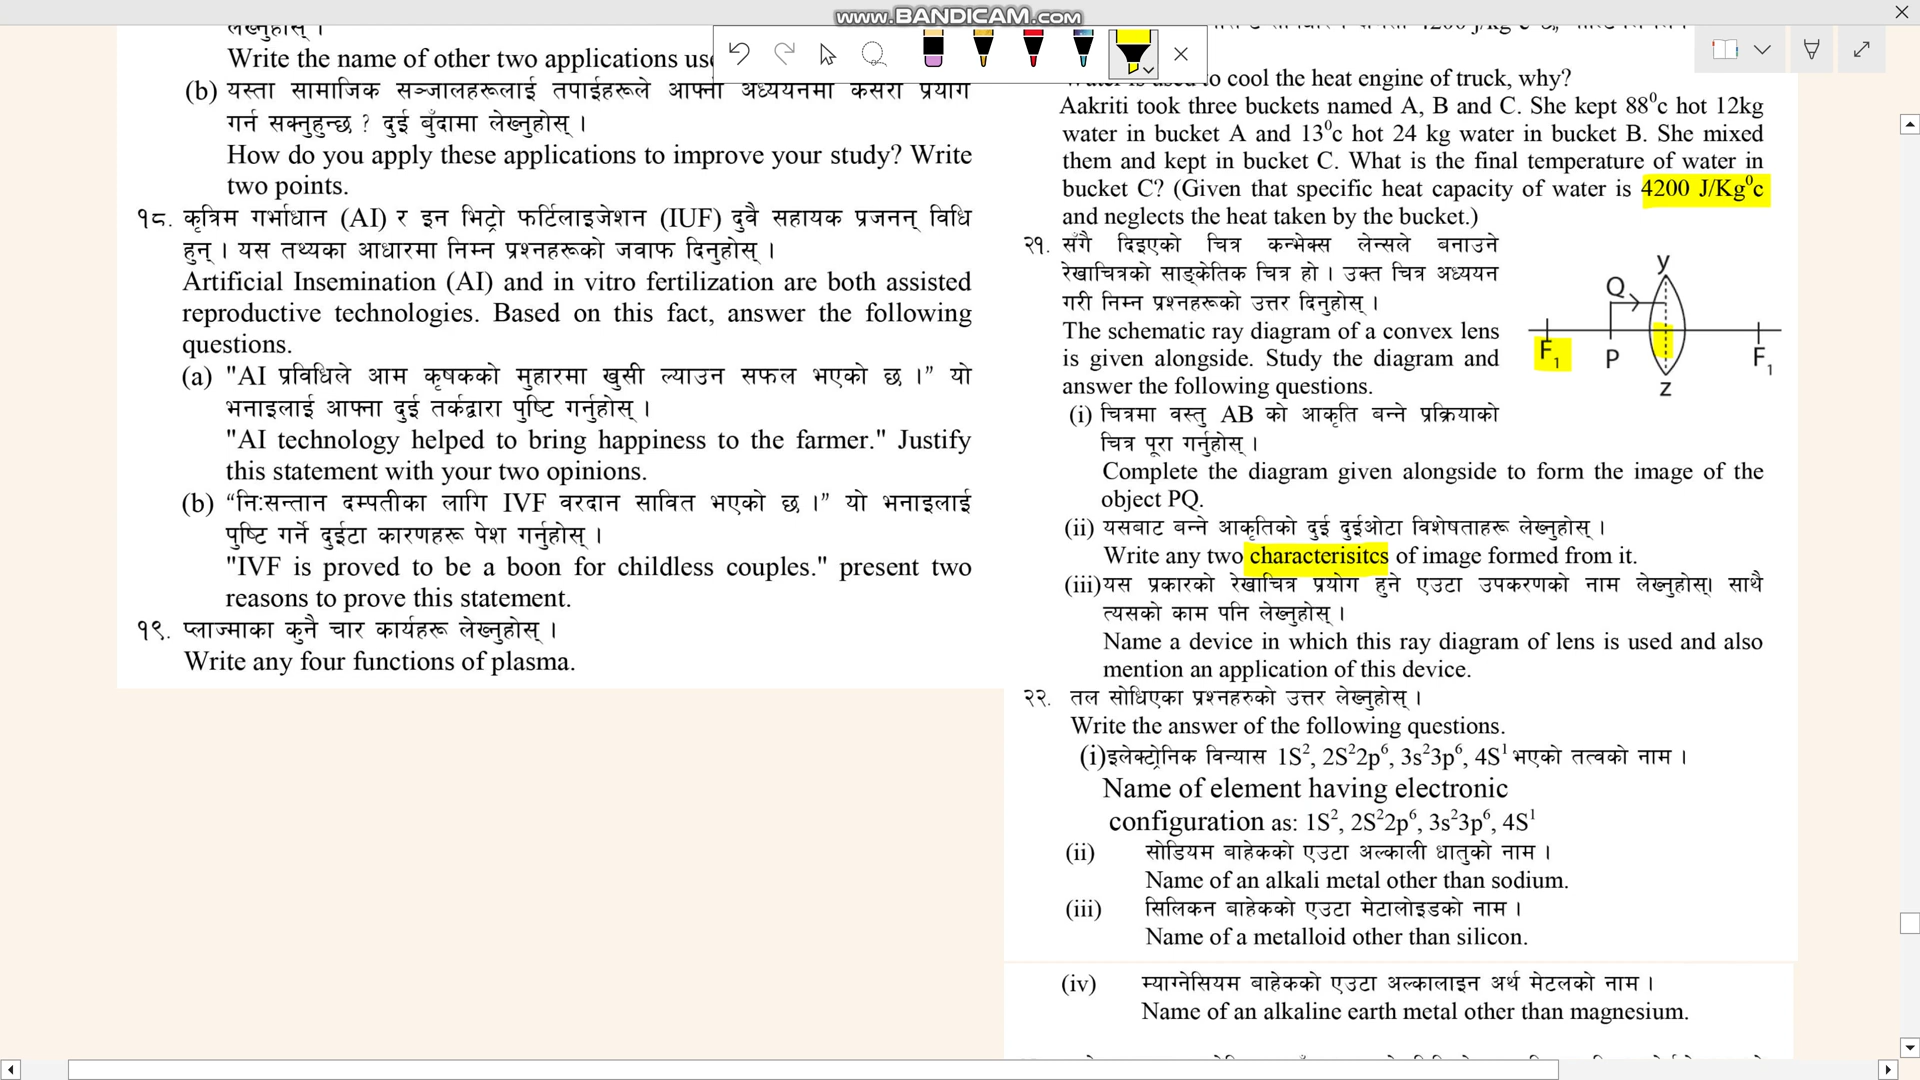 www.BANDICAM.com
लेख्नुहोस् ।
Write the name of other two applications
(b) यस्ता सामाजिक सञ्जालहरूलाई तपाईहरूले आफ्नो अध्ययनमा कसरी प्रयोग
गर्न सक्नुहुन्छ ? दुई बुँदामा लेख्नुहोस् ।
How do you apply these applications to improve your study? Write
two points.
१८. कृत्रिम गर्भाधान (AI) र इन भिट्रो फर्टिलाइजेशन (IUF) दुवै सहायक प्रजनन् विधि
हुन् । यस तथ्यका आधारमा निम्न प्रश्नहरूको जवाफ दिनुहोस् ।
Artificial Insemination (AI) and in vitro fertilization are both assisted
reproductive technologies. Based on this fact, answer the following
questions.
(a) "AI प्रविधिले आम कृषकको मुहारमा खुसी ल्याउन सफल भएको छ ।” यो
भनाइलाई आफ्ना दुई तर्कद्वारा पुष्टि गर्नुहोस् ।
"AI technology helped to bring happiness to the farmer." Justify
this statement with your two opinions.
(b) “नि:सन्तान दम्पतीका लागि IVF वरदान सावित भएको छ ।” यो भनाइलाई
पुष्टि गर्ने दुईटा कारणहरू पेश गर्नुहोस् ।
"IVF is proved to be a boon for childless couples." present two
reasons to prove this statement.
१९. प्लाज्माका कुनै चार कार्यहरू लेख्नुहोस् ।
Write any four functions of plasma.
to cool the heat engine of truck, why?
Aakriti took three buckets named A, B and C. She kept 88⁰c hot 12kg
water in bucket A and 13⁰c hot 24 kg water in bucket B. She mixed
them and kept in bucket C. What is the final temperature of water in
bucket C? (Given that specific heat capacity of water is 4200 J/Kg⁰c
and neglects the heat taken by the bucket.)
२१. सँगै दिइएको चित्र कन्भेक्स लेन्सले बनाउने
रेखाचित्रको साङ्केतिक चित्र हो । उक्त चित्र अध्ययन
गरी निम्न प्रश्नहरूको उत्तर दिनुहोस् ।
The schematic ray diagram of a convex lens
is given alongside. Study the diagram and
answer the following questions.
y
Q
F₁ P F₁
z
(i) चित्रमा वस्तु AB को आकृति बन्ने प्रक्रियाको
चित्र पूरा गर्नुहोस् ।
Complete the diagram given alongside to form the image of the
object PQ.
(ii) यसबाट बन्ने आकृतिको दुई दुईओटा विशेषताहरू लेख्नुहोस् ।
Write any two characterisitcs of image formed from it.
(iii) यस प्रकारको रेखाचित्र प्रयोग हुने एउटा उपकरणको नाम लेख्नुहोस्। साथै
त्यसको काम पनि लेख्नुहोस् ।
Name a device in which this ray diagram of lens is used and also
mention an application of this device.
२२. तल सोधिएका प्रश्नहरुको उत्तर लेख्नुहोस् ।
Write the answer of the following questions.
(i) इलेक्ट्रोनिक विन्यास 1S², 2S²2p⁶, 3s²3p⁶, 4S¹ भएको तत्वको नाम ।
Name of element having electronic
configuration as: 1S², 2S²2p⁶, 3s²3p⁶, 4S¹
(ii) सोडियम बाहेकको एउटा अल्काली धातुको नाम ।
Name of an alkali metal other than sodium.
(iii) सिलिकन बाहेकको एउटा मेटालोइडको नाम ।
Name of a metalloid other than silicon.
(iv) म्याग्नेसियम बाहेकको एउटा अल्कालाइन अर्थ मेटलको नाम ।
Name of an alkaline earth metal other than magnesium.